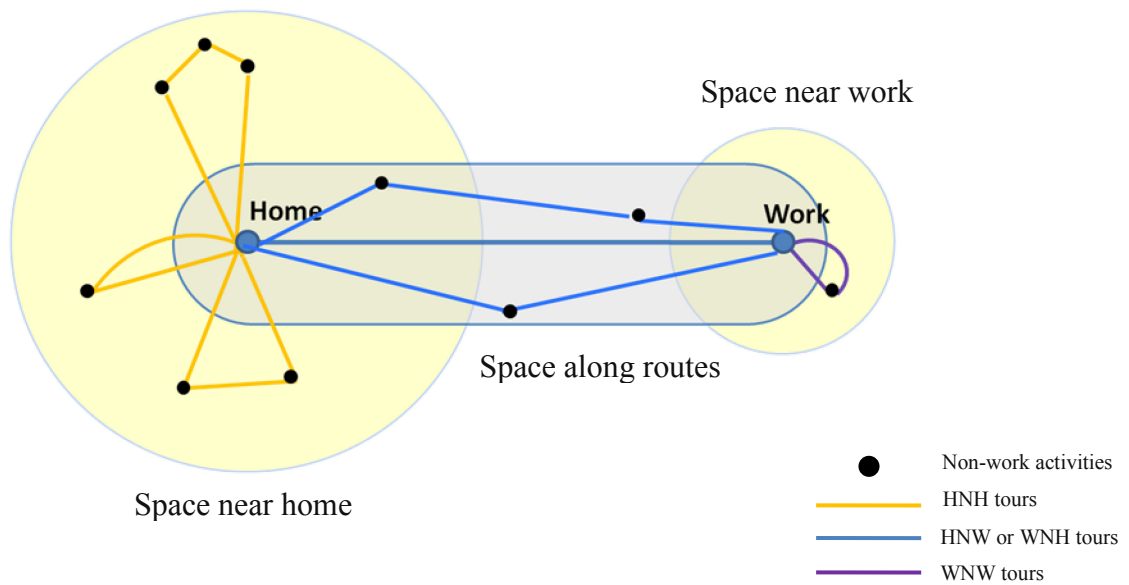 Space near work
Home
Work
Space along routes
Space near home
Non-work activities
HNH tours
HNW or WNH tours
WNW tours